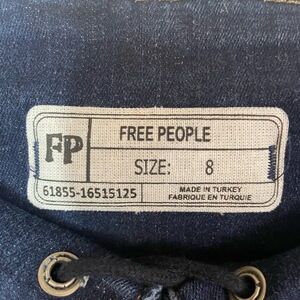 FP
FREE PEOPLE
SIZE: 8
61855-16515125
MADE IN TURKEY
FABRIQUE EN TURQUIE